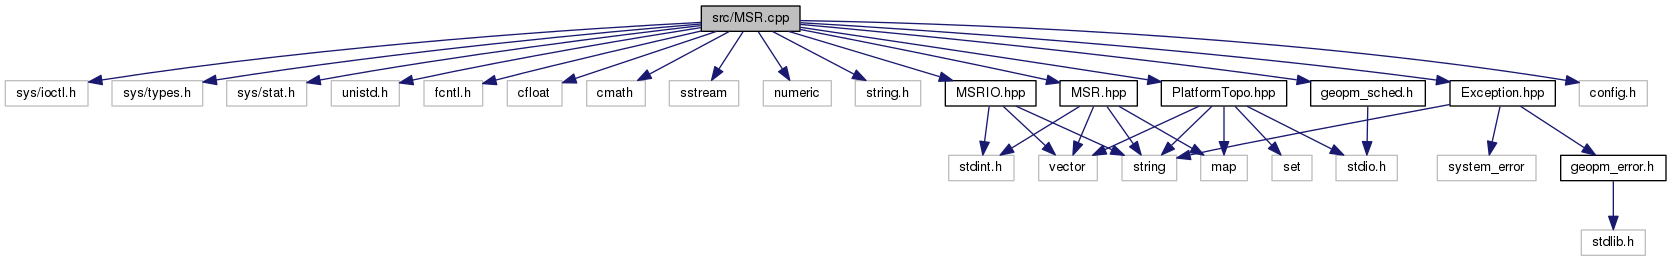 src/MSR.cpp
sys/ioctl.h
sys/types.h
sys/stat.h
unistd.h
fcntl.h
cfloat
cmath
sstream
numeric
string.h
MSRIO.hpp
MSR.hpp
PlatformTopo.hpp
geopm_sched.h
Exception.hpp
config.h
stdint.h
vector
string
map
set
stdio.h
system_error
geopm_error.h
stdlib.h